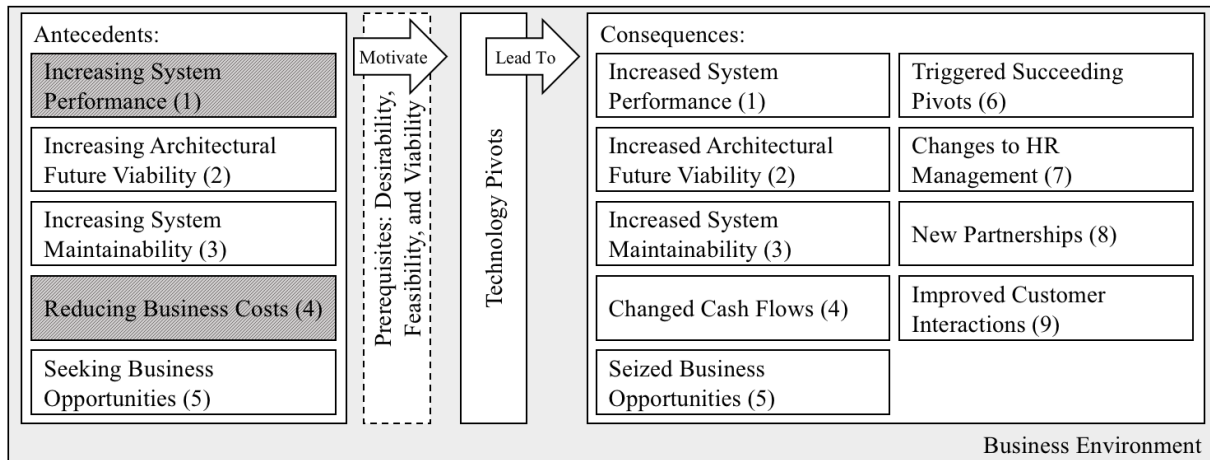 Antecedents:
Increasing System
Performance (1)
Increasing Architectural
Future Viability (2)
Increasing System
Maintainability (3)
Reducing Business Costs (4)
Seeking Business
Opportunities (5)
Motivate
Prerequisites: Desirability,
Feasibility, and Viability
Technology Pivots
Lead To
Consequences:
Increased System
Performance (1)
Increased Architectural
Future Viability (2)
Increased System
Maintainability (3)
Changed Cash Flows (4)
Seized Business
Opportunities (5)
Triggered Succeeding
Pivots (6)
Changes to HR
Management (7)
New Partnerships (8)
Improved Customer
Interactions (9)
Business Environment